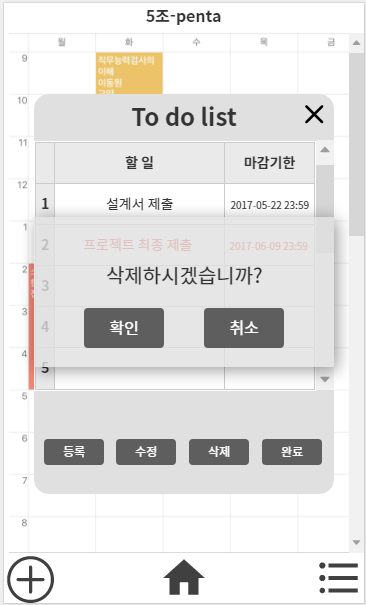 5조-penta
월 화 수 목 금
9
직무능력검사의
이해
이동원
10
To do list
11
할 일 마감기한
12
1 설계서 제출 2017-05-22 23:59
1
2 프로젝트 최종 제출 2017-06-09 23:59
2
3
삭제하시겠습니까?
3
4
확인 취소
4
5
5
6
등록 수정 삭제 완료
7
8